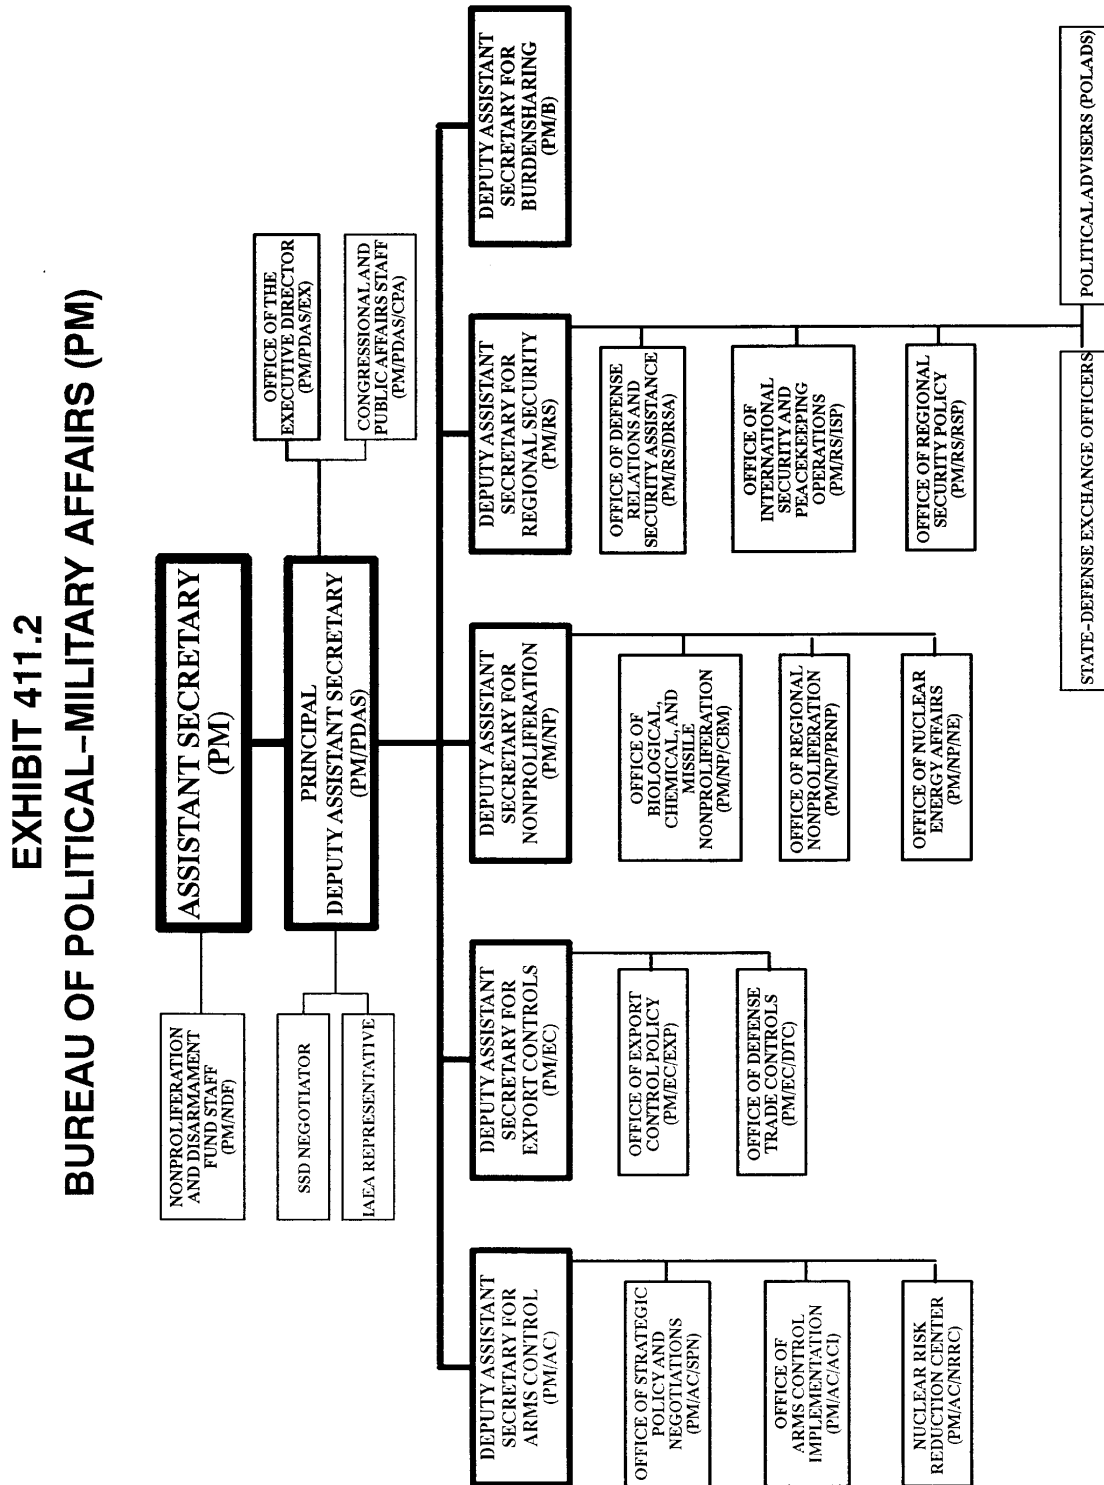 EXHIBIT 411.2
BUREAU OF POLITICAL-MILITARY AFFAIRS (PM)
ASSISTANT SECRETARY
(PM)
NONPROLIFERATION
AND DISARMAMENT
FUND STAFF
(PM/NDF)
PRINCIPAL
DEPUTY ASSISTANT SECRETARY
(PM/PDAS)
SSD NEGOTIATOR
IAEA REPRESENTATIVE
OFFICE OF THE
EXECUTIVE DIRECTOR
(PM/PDAS/EX)
CONGRESSIONAL AND
PUBLIC AFFAIRS STAFF
(PM/PDAS/CPA)
DEPUTY ASSISTANT
SECRETARY FOR
ARMS CONTROL
(PM/AC)
OFFICE OF STRATEGIC
POLICY AND
NEGOTIATIONS
(PM/AC/SPN)
OFFICE OF
ARMS CONTROL
IMPLEMENTATION
(PM/AC/ACI)
NUCLEAR RISK
REDUCTION CENTER
(PM/AC/NRRC)
DEPUTY ASSISTANT
SECRETARY FOR
EXPORT CONTROLS
(PM/EC)
OFFICE OF EXPORT
CONTROL POLICY
(PM/EC/EXP)
OFFICE OF DEFENSE
TRADE CONTROLS
(PM/EC/DTC)
DEPUTY ASSISTANT
SECRETARY FOR
NONPROLIFERATION
(PM/NP)
OFFICE OF
BIOLOGICAL,
CHEMICAL, AND
MISSILE
NONPROLIFERATION
(PM/NP/CBM)
OFFICE OF REGIONAL
NONPROLIFERATION
(PM/NP/PRNP)
OFFICE OF NUCLEAR
ENERGY AFFAIRS
(PM/NP/NE)
DEPUTY ASSISTANT
SECRETARY FOR
REGIONAL SECURITY
(PM/RS)
OFFICE OF DEFENSE
RELATIONS AND
SECURITY ASSISTANCE
(PM/RS/DRSA)
OFFICE OF
INTERNATIONAL
SECURITY AND
PEACEKEEPING
OPERATIONS
(PM/RS/ISP)
OFFICE OF REGIONAL
SECURITY POLICY
(PM/RS/RSP)
STATE-DEFENSE EXCHANGE OFFICERS
POLITICAL ADVISERS (POLADS)
DEPUTY ASSISTANT
SECRETARY FOR
BURDENSHARING
(PM/B)